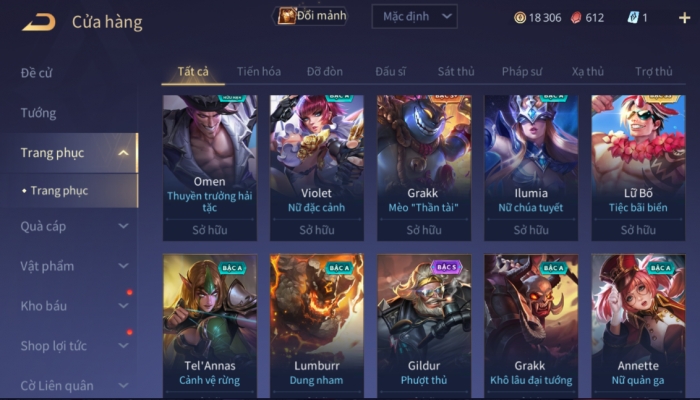 Cửa hàng
Đổi mảnh
Mặc định
18 306
612
1
Đề cử
Tướng
Trang phục
Trang phục
Quà cáp
Vật phẩm
Kho báu
Shop lợi tức
Cờ Liên quân
Tất cả
Tiến hóa
Đỡ đòn
Đấu sĩ
Sát thủ
Pháp sư
Xạ thủ
Trợ thủ
Omen
Thuyền trưởng hải
tặc
Sở hữu
Violet
Nữ đặc cảnh
Sở hữu
Grakk
Mèo "Thần tài"
Sở hữu
Ilumia
Nữ chúa tuyết
Sở hữu
Lữ Bố
Tiệc bãi biển
Sở hữu
BẬC A
Tel'Annas
Cảnh vệ rừng
BẬC A
Lumburr
Dung nham
BẬC S
Gildur
Phượt thủ
BẬC A
Grakk
Khô lâu đại tướng
BẬC A
Annette
Nữ quản ga